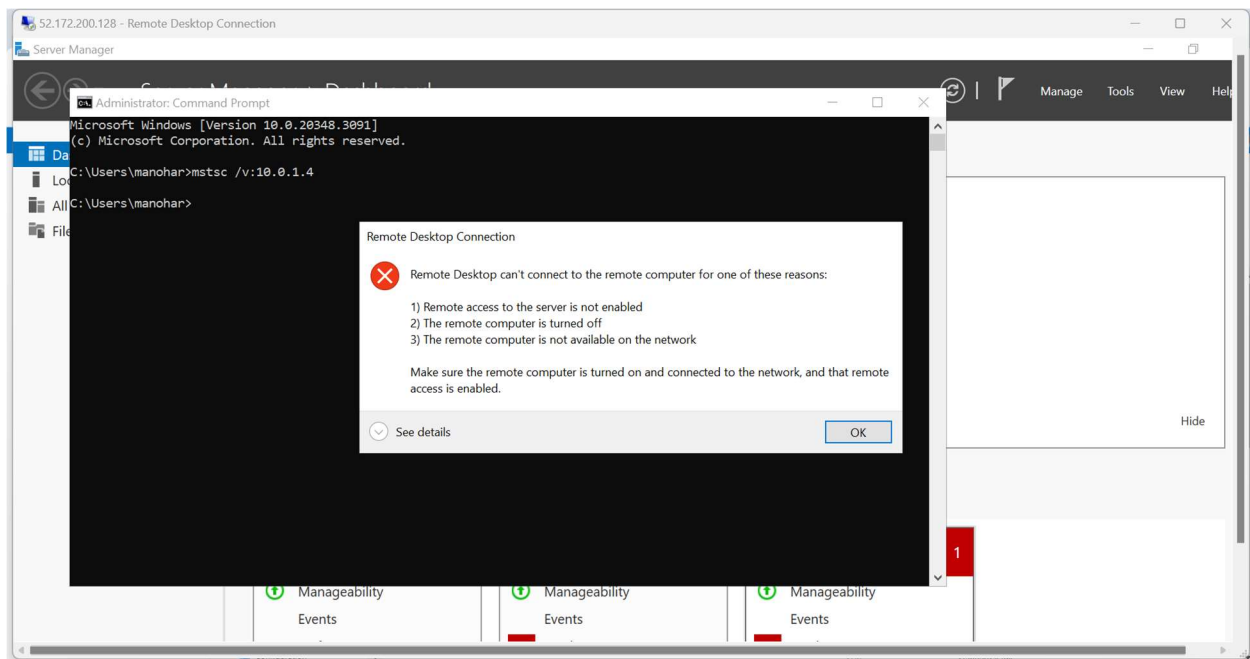 52.172.200.128 - Remote Desktop Connection
Server Manager
Manage Tools View Help
Administrator: Command Prompt
Microsoft Windows [Version 10.0.20348.3091]
(c) Microsoft Corporation. All rights reserved.
C:\Users\manohar>mstsc /v:10.0.1.4
C:\Users\manohar>
Da
Loc
All
File
Remote Desktop Connection
Remote Desktop can't connect to the remote computer for one of these reasons:
1) Remote access to the server is not enabled
2) The remote computer is turned off
3) The remote computer is not available on the network
Make sure the remote computer is turned on and connected to the network, and that remote
access is enabled.
See details
OK
Hide
1
Manageability Manageability Manageability
Events Events Events